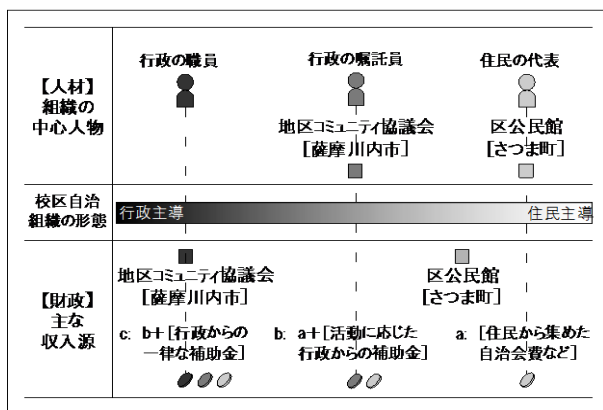 【人材】
組織の
中心人物
行政の職員
行政の嘱託員
住民の代表
地区コミュニティ協議会
[薩摩川内市]
区公民館
[さつま町]
校区自治
組織の形態
行政主導
住民主導
【財政】
主な
収入源
地区コミュニティ協議会
[薩摩川内市]
区公民館
[さつま町]
c: b+[行政からの
一律な補助金]
b: a+[活動に応じた
行政からの補助金]
a: [住民から集めた
自治会費など]